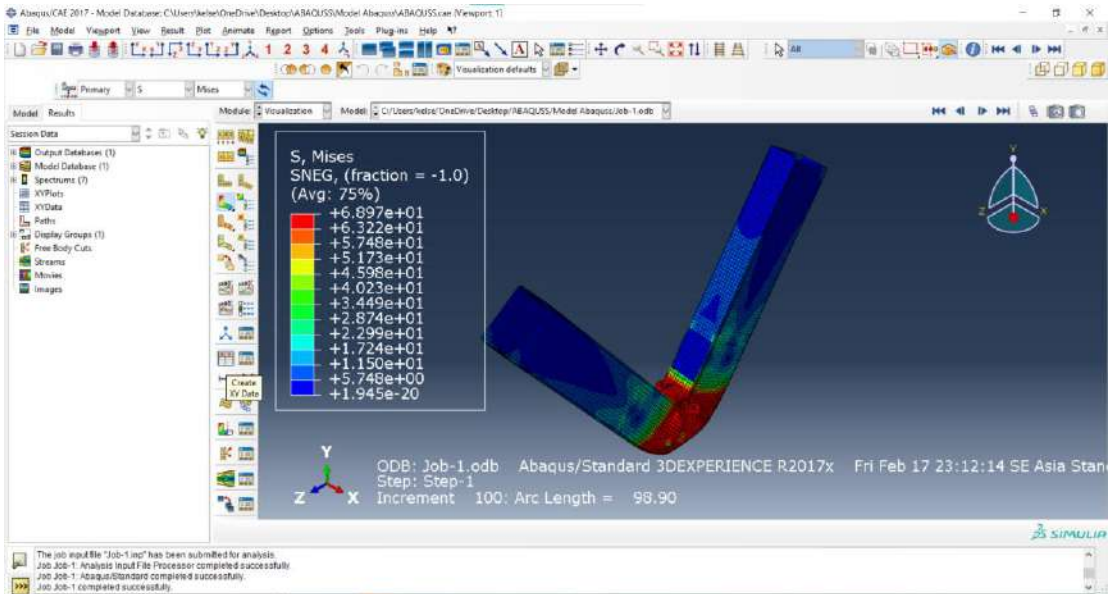 Abaqus/CAE 2017 - Model Database: C:\Users\kelse\OneDrive\Desktop\ABAQUSS\Model Abaquss\ABAQUSS.cae [Viewport: 1]
File Model Viewport View Result Plot Animate Report Options Tools Plug-ins Help
1 2 3 4 All
Visualization defaults
Primary S Mises
Model Results Module: Visualization Model: C:/Users/kelse/OneDrive/Desktop/ABAQUSS/Model Abaquss/Job-1.odb
Session Data
Output Databases (1)
Model Database (1)
Spectrums (7)
XYPlots
XYData
Paths
Display Groups (1)
Free Body Cuts
Streams
Movies
Images
Create
XY Data
S, Mises
SNEG, (fraction = -1.0)
(Avg: 75%)
+6.897e+01
+6.322e+01
+5.748e+01
+5.173e+01
+4.598e+01
+4.023e+01
+3.449e+01
+2.874e+01
+2.299e+01
+1.724e+01
+1.150e+01
+5.748e+00
+1.945e-20
Y
Z X
Y
Z X
ODB: Job-1.odb Abaqus/Standard 3DEXPERIENCE R2017x Fri Feb 17 23:12:14 SE Asia Stan
Step: Step-1
Increment 100: Arc Length = 98.90
SIMULIA
The job input file "Job-1.inp" has been submitted for analysis.
Job Job-1: Analysis Input File Processor completed successfully.
Job Job-1: Abaqus/Standard completed successfully.
Job Job-1 completed successfully.